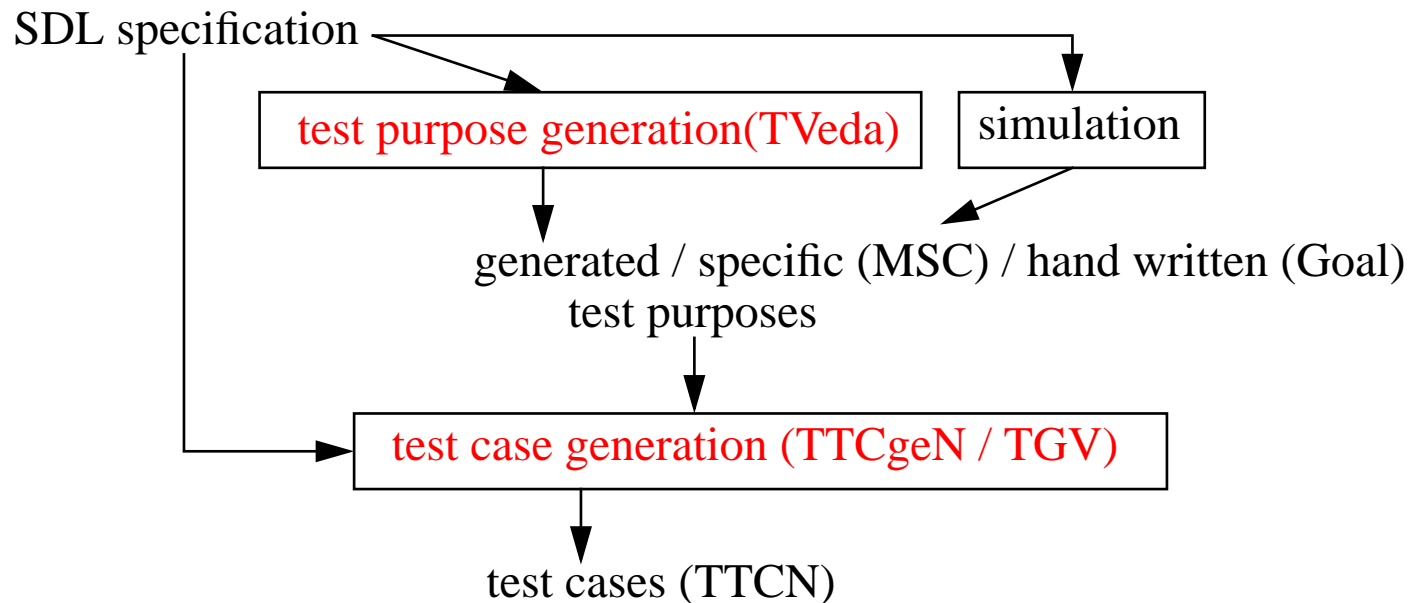 SDL specification
test purpose generation(TVeda)
simulation
generated / specific (MSC) / hand written (Goal)
test purposes
test case generation (TTCgeN / TGV)
test cases (TTCN)